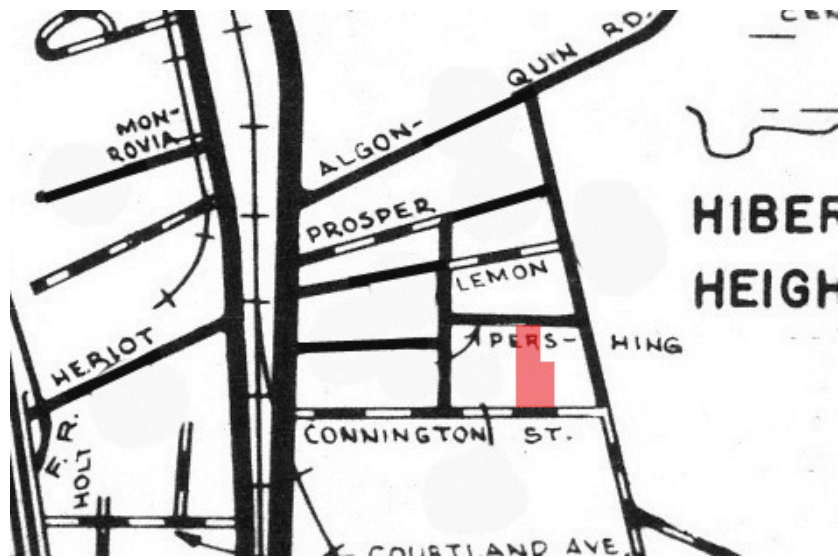 QUIN RD.
MON-
ROVIA
ALGON-
PROSPER
HIBER
LEMON
HEIGH
HERIOT
PERS- HING
CONNINGTON ST.
F. R.
HOLT
COURTLAND AVE.